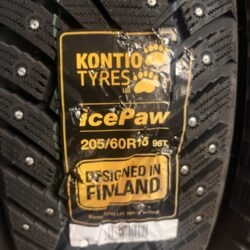 KONTIO
TYRES
icePaw
205/60R16 96T
DESIGNED IN
FINLAND